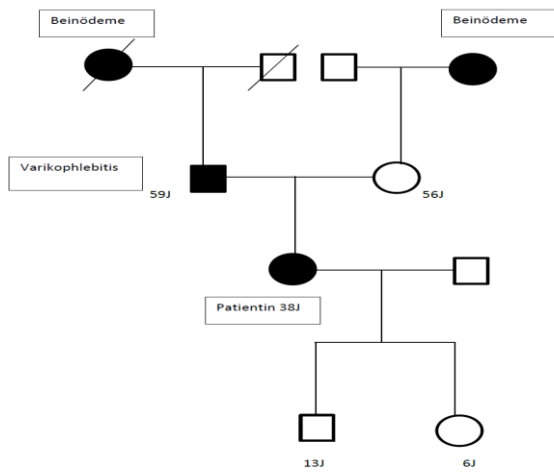 Beinödeme
Beinödeme
Varikophlebitis
59J
56J
Patientin 38J
13J
6J